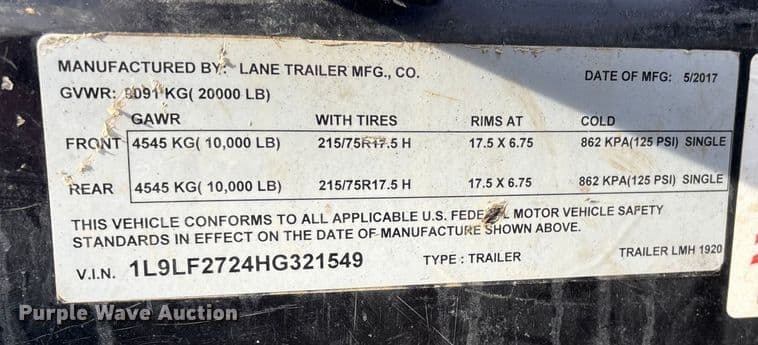 MANUFACTURED BY: LANE TRAILER MFG., CO. DATE OF MFG: 5/2017
GVWR: 9091 KG( 20000 LB)
GAWR WITH TIRES RIMS AT COLD
FRONT 4545 KG( 10,000 LB) 215/75R17.5 H 17.5 X 6.75 862 KPA(125 PSI) SINGLE
REAR 4545 KG( 10,000 LB) 215/75R17.5 H 17.5 X 6.75 862 KPA(125 PSI) SINGLE
THIS VEHICLE CONFORMS TO ALL APPLICABLE U.S. FEDERAL MOTOR VEHICLE SAFETY
STANDARDS IN EFFECT ON THE DATE OF MANUFACTURE SHOWN ABOVE.
V.I.N. 1L9LF2724HG321549 TYPE : TRAILER TRAILER LMH 1920
Purple Wave Auction